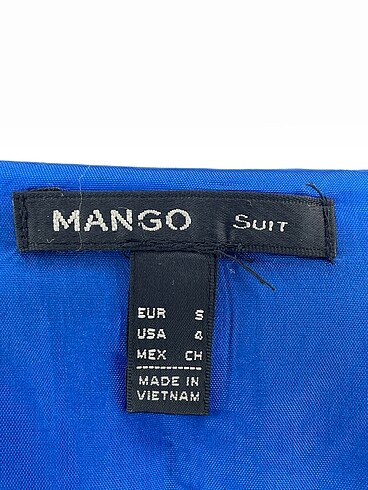 MANGO SUIT
EUR S
USA 4
MEX CH
MADE IN
VIETNAM